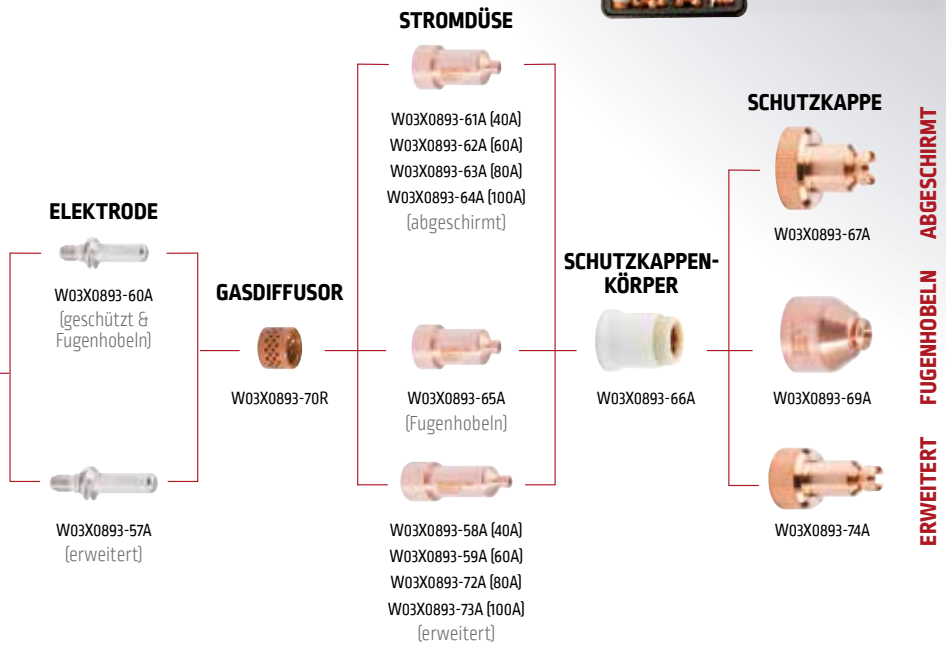 STROMDÜSE
W03X0893-61A (40A)
W03X0893-62A (60A)
W03X0893-63A (80A)
W03X0893-64A (100A)
(abgeschirmt)
SCHUTZKAPPE
W03X0893-67A
ABGESCHIRMT
ELEKTRODE
W03X0893-60A
(geschützt &
Fugenhobeln)
GASDIFFUSOR
W03X0893-70R
W03X0893-65A
(Fugenhobeln)
SCHUTZKAPPEN-
KÖRPER
W03X0893-66A
W03X0893-69A
FUGENHOBELN
W03X0893-57A
(erweitert)
W03X0893-58A (40A)
W03X0893-59A (60A)
W03X0893-72A (80A)
W03X0893-73A (100A)
(erweitert)
W03X0893-74A
ERWEITERT